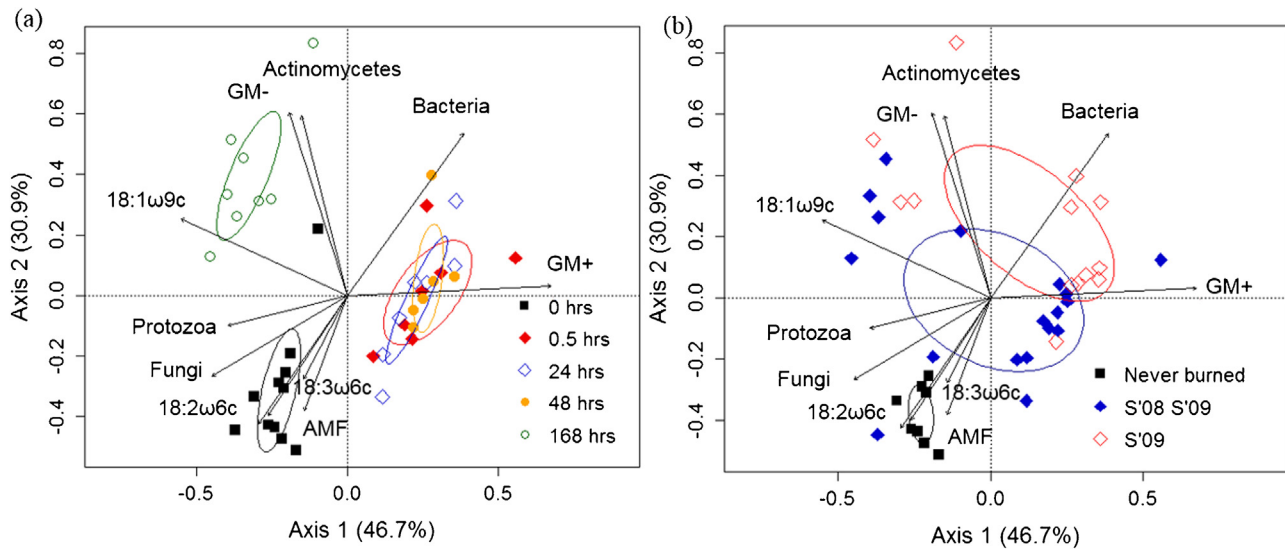 (a)
0.8
0.6
0.4
0.2
0.0
-0.2
-0.4
Axis 2 (30.9%)
Actinomycetes
GM-
Bacteria
18:1ω9c
GM+
Protozoa
Fungi
18:3ω6c
18:2ω6c
AMF
0 hrs
0.5 hrs
24 hrs
48 hrs
168 hrs
-0.5
0.0
0.5
Axis 1 (46.7%)
(b)
0.8
0.6
0.4
0.2
0.0
-0.2
-0.4
Axis 2 (30.9%)
Actinomycetes
GM-
Bacteria
18:1ω9c
GM+
Protozoa
Fungi
18:3ω6c
18:2ω6c
AMF
Never burned
S'08 S'09
S'09
-0.5
0.0
0.5
Axis 1 (46.7%)